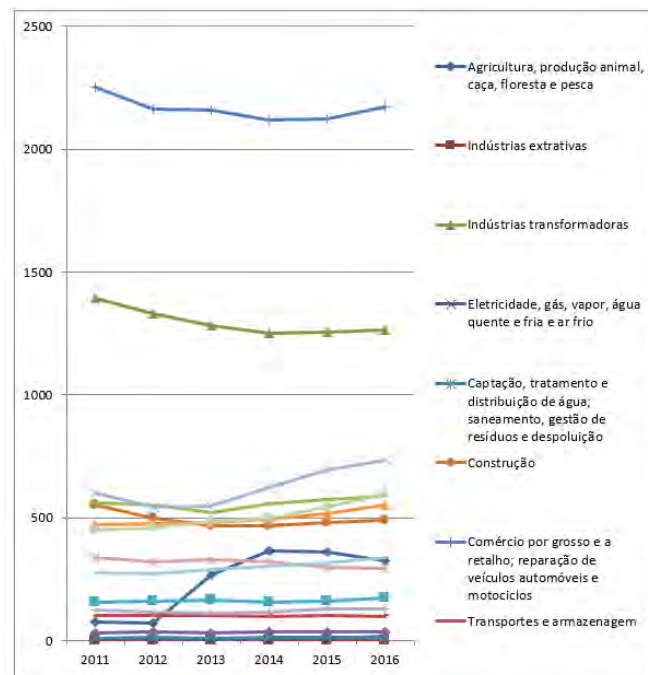 2500
2000
1500
1000
500
0
2011 2012 2013 2014 2015 2016
Agricultura, produção animal,
caça, floresta e pesca
Indústrias extrativas
Indústrias transformadoras
Eletricidade, gás, vapor, água
quente e fria e ar frio
Captação, tratamento e
distribuição de água;
saneamento, gestão de
resíduos e despoluição
Construção
Comércio por grosso e a
retalho; reparação de
veículos automóveis e
motociclos
Transportes e armazenagem